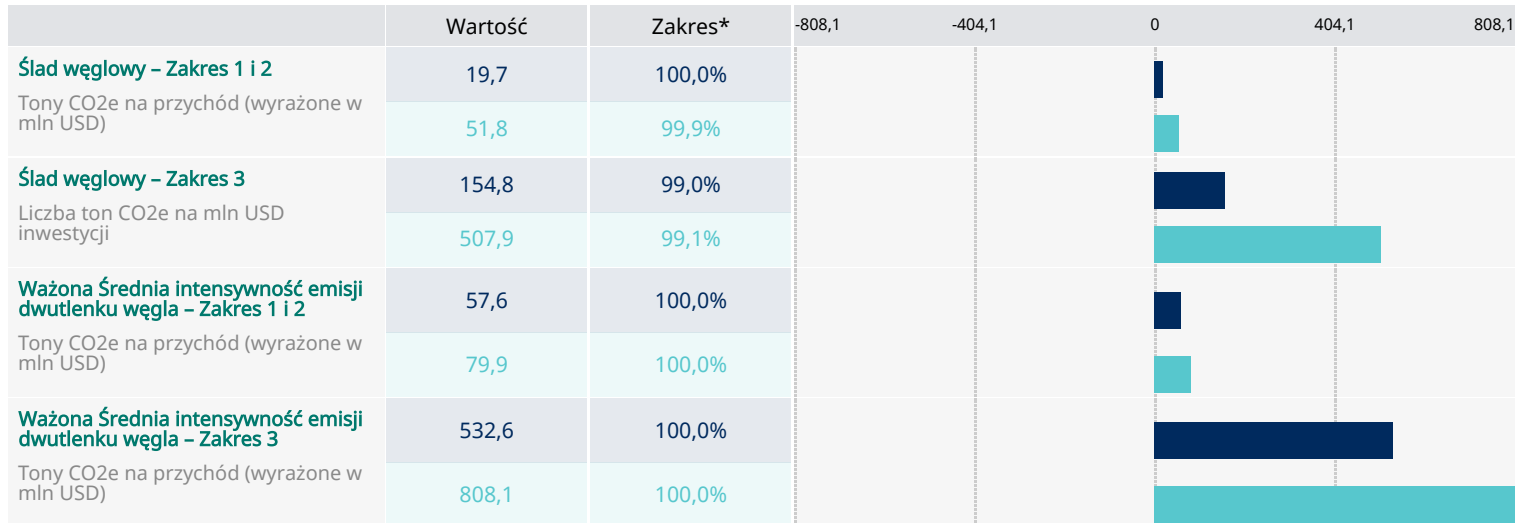 Wartość Zakres* -808,1 -404,1 0 404,1 808,1
Ślad węglowy – Zakres 1 i 2
Tony CO2e na przychód (wyrażone w
mln USD)
19,7 100,0%
51,8 99,9%
Ślad węglowy – Zakres 3
Liczba ton CO2e na mln USD
inwestycji
154,8 99,0%
507,9 99,1%
Ważona Średnia intensywność emisji
dwutlenku węgla – Zakres 1 i 2
Tony CO2e na przychód (wyrażone w
mln USD)
57,6 100,0%
79,9 100,0%
Ważona Średnia intensywność emisji
dwutlenku węgla – Zakres 3
Tony CO2e na przychód (wyrażone w
mln USD)
532,6 100,0%
808,1 100,0%